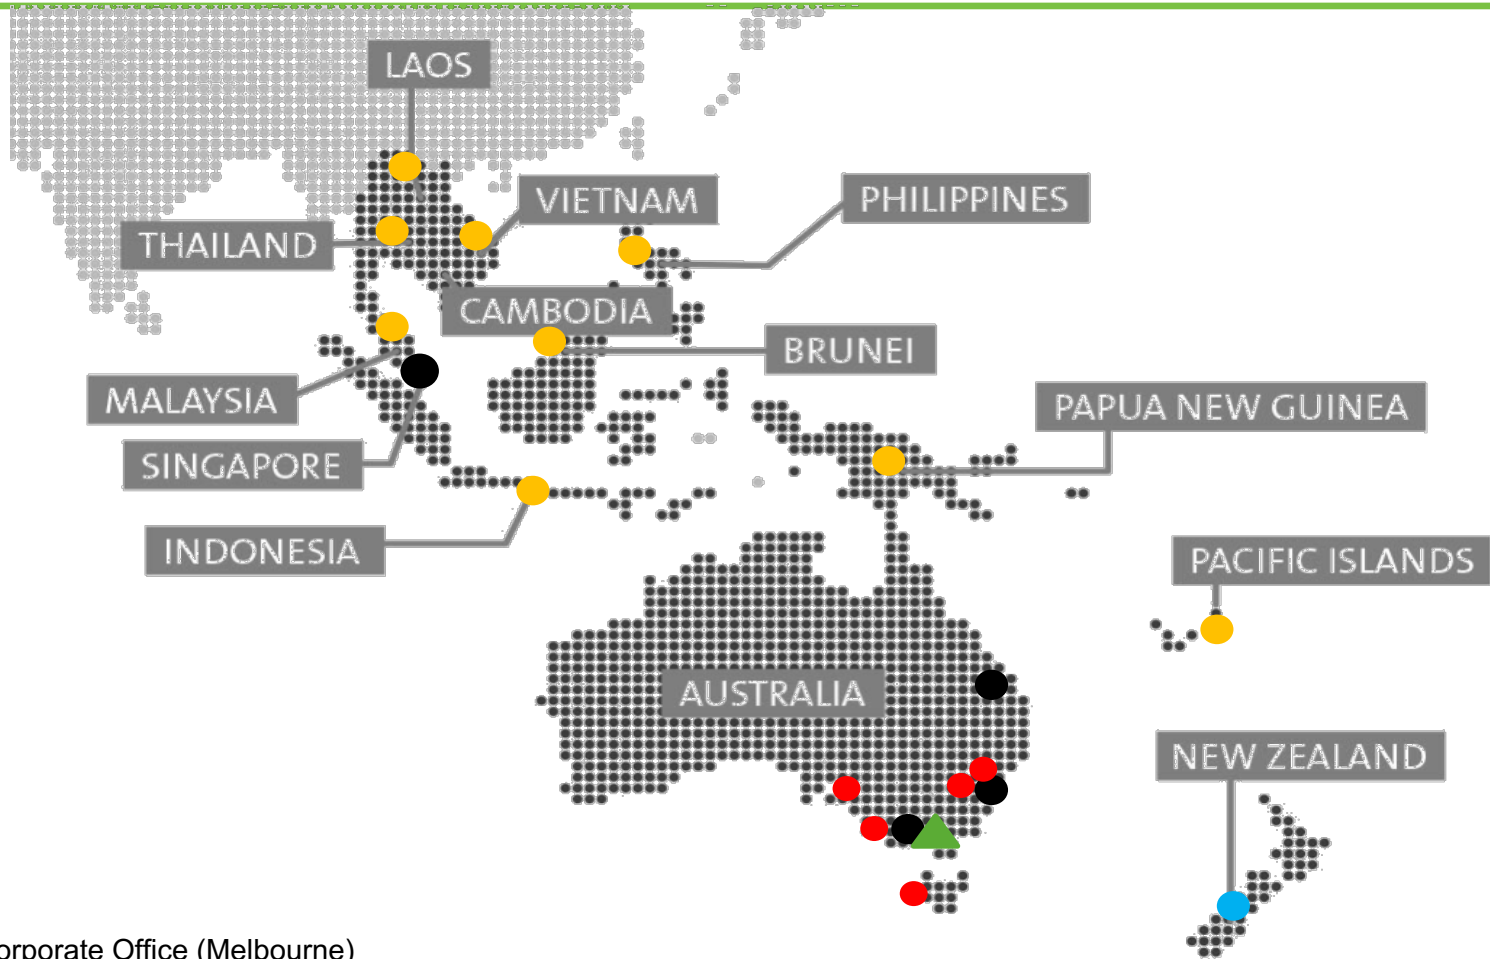 LAOS
VIETNAM
PHILIPPINES
THAILAND
CAMBODIA
BRUNEI
MALAYSIA
PAPUA NEW GUINEA
SINGAPORE
INDONESIA
PACIFIC ISLANDS
AUSTRALIA
NEW ZEALAND
orporate Office (Melbourne)